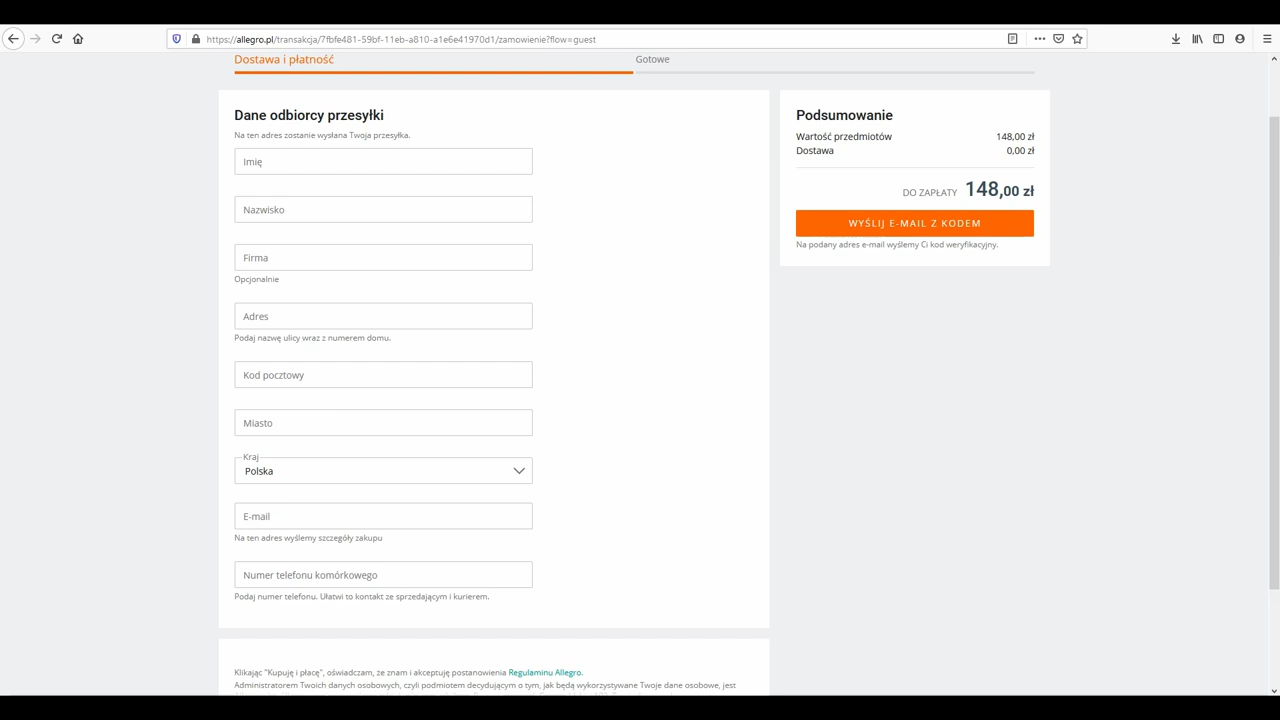 https://allegro.pl/transakcja/7fbfe481-59bf-11eb-a810-a1e6e41970d1/zamowienie?flow=guest
Dostawa i płatność
Gotowe
Dane odbiorcy przesyłki
Na ten adres zostanie wysłana Twoja przesyłka.
Imię
Nazwisko
Firma
Opcjonalnie
Adres
Podaj nazwę ulicy wraz z numerem domu.
Kod pocztowy
Miasto
Kraj
Polska
E-mail
Na ten adres wyślemy szczegóły zakupu
Numer telefonu komórkowego
Podaj numer telefonu. Ułatwi to kontakt ze sprzedającym i kurierem.
Klikając "Kupuję i płacę", oświadczam, że znam i akceptuję postanowienia Regulaminu Allegro.
Administratorem Twoich danych osobowych, czyli podmiotem decydującym o tym, jak będą wykorzystywane Twoje dane osobowe, jest
Podsumowanie
Wartość przedmiotów 148,00 zł
Dostawa 0,00 zł
DO ZAPŁATY 148,00 zł
WYŚLIJ E-MAIL Z KODEM
Na podany adres e-mail wyślemy Ci kod weryfikacyjny.